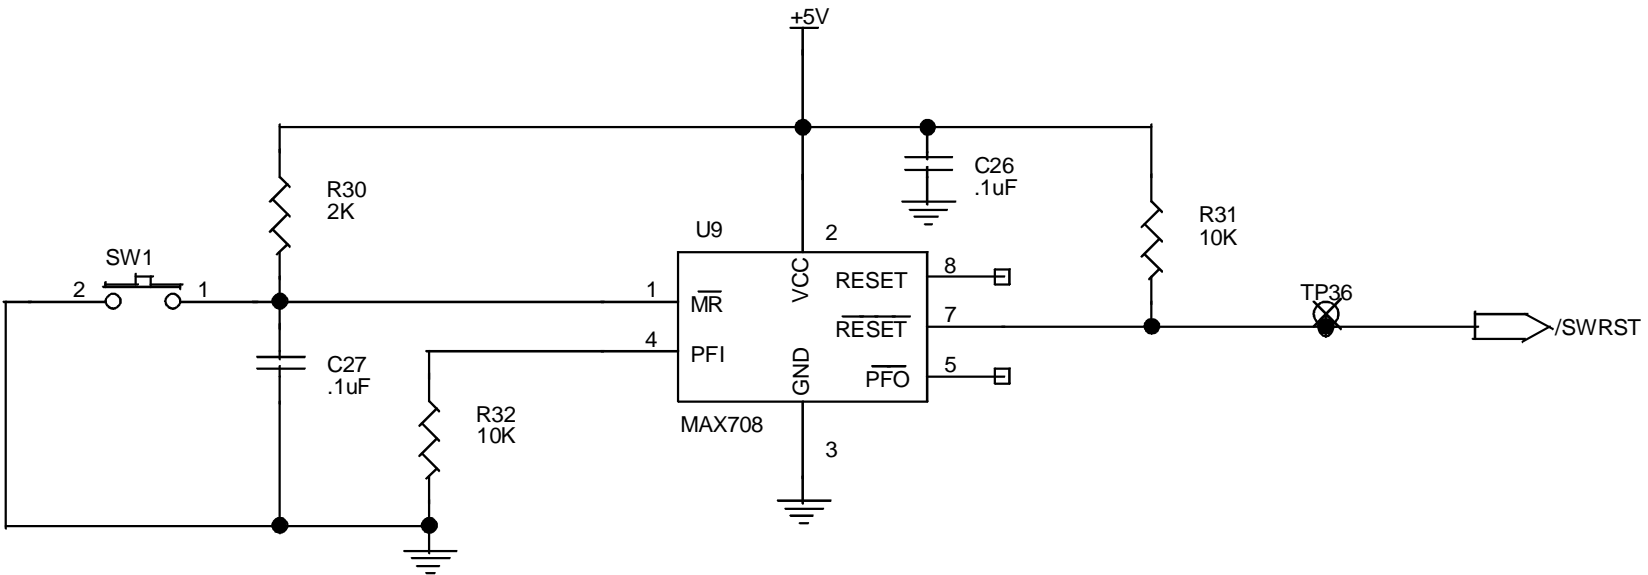 +5V
R30
2K
C26
.1uF
R31
10K
U9
2
SW1
2
1
1
MR
VCC
RESET
8
TP36
RESET
7
/SWRST
4
PFI
GND
PFO
5
C27
.1uF
R32
10K
MAX708
3